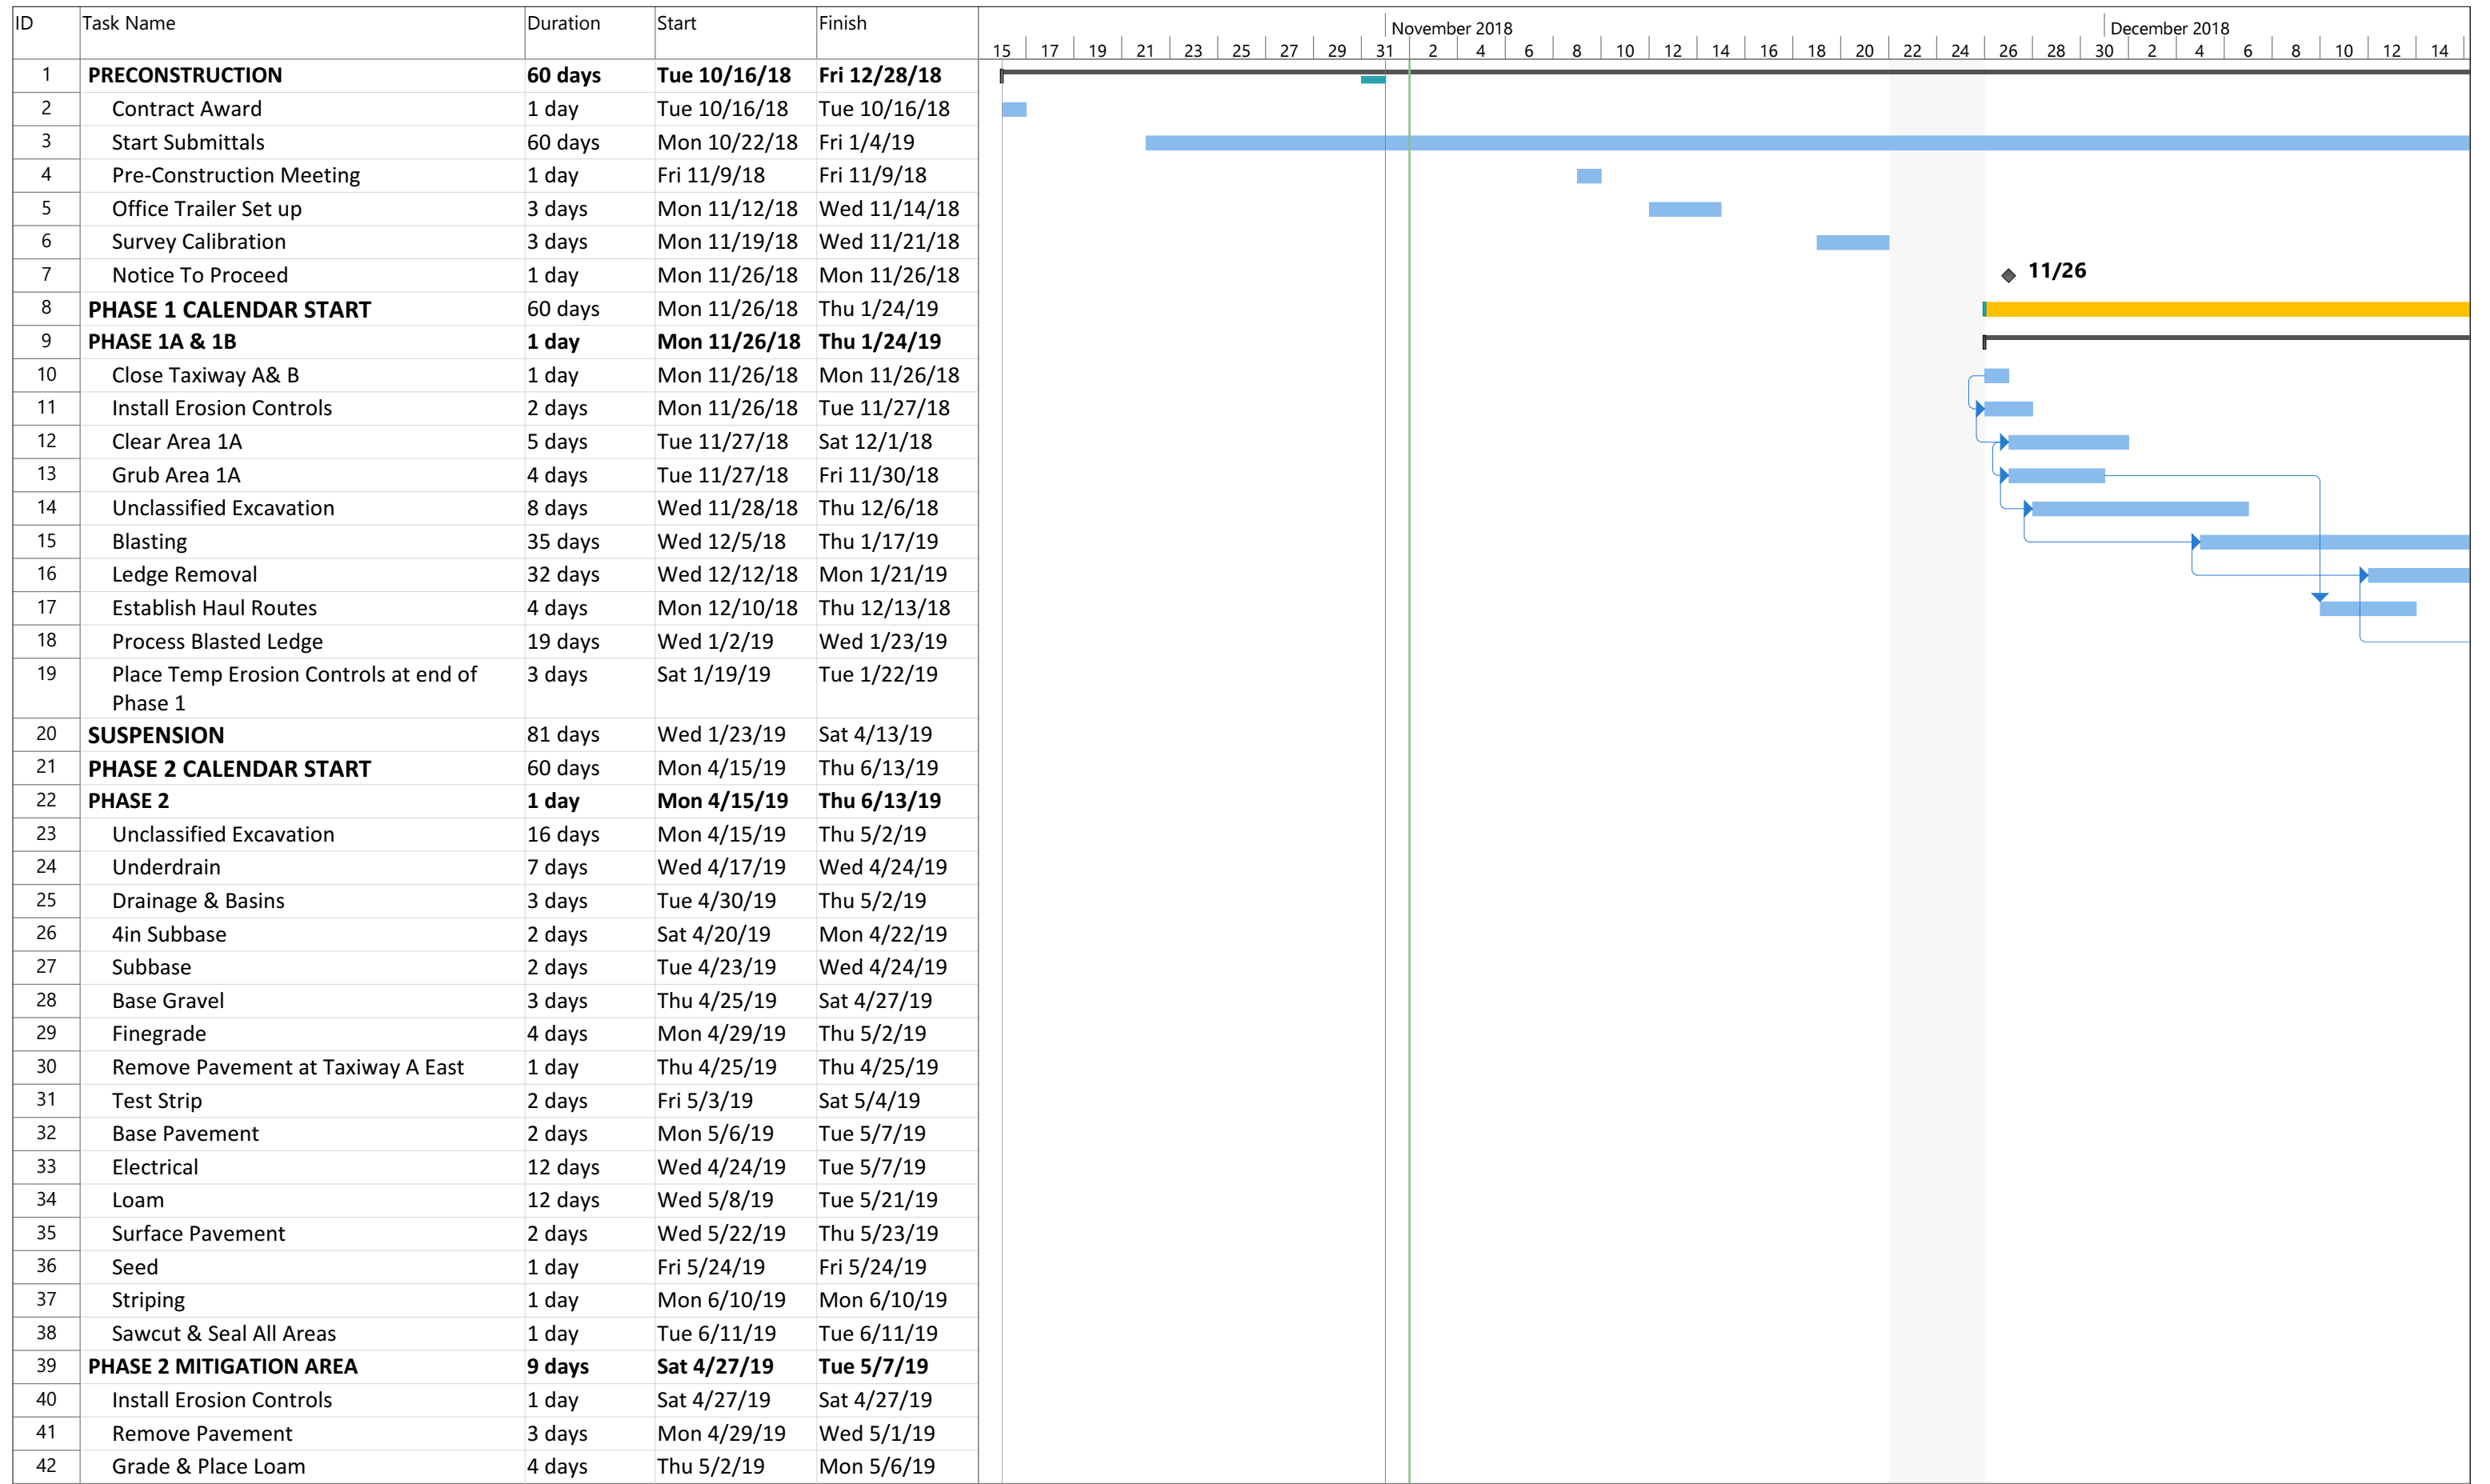 ID Task Name Duration Start Finish November 2018 December 2018
15 17 19 21 23 25 27 29 31 2 4 6 8 10 12 14 16 18 20 22 24 26 28 30 2 4 6 8 10 12 14
1 PRECONSTRUCTION 60 days Tue 10/16/18 Fri 12/28/18
2 Contract Award 1 day Tue 10/16/18 Tue 10/16/18
3 Start Submittals 60 days Mon 10/22/18 Fri 1/4/19
4 Pre-Construction Meeting 1 day Fri 11/9/18 Fri 11/9/18
5 Office Trailer Set up 3 days Mon 11/12/18 Wed 11/14/18
6 Survey Calibration 3 days Mon 11/19/18 Wed 11/21/18
7 Notice To Proceed 1 day Mon 11/26/18 Mon 11/26/18 11/26
8 PHASE 1 CALENDAR START 60 days Mon 11/26/18 Thu 1/24/19
9 PHASE 1A & 1B 1 day Mon 11/26/18 Thu 1/24/19
10 Close Taxiway A& B 1 day Mon 11/26/18 Mon 11/26/18
11 Install Erosion Controls 2 days Mon 11/26/18 Tue 11/27/18
12 Clear Area 1A 5 days Tue 11/27/18 Sat 12/1/18
13 Grub Area 1A 4 days Tue 11/27/18 Fri 11/30/18
14 Unclassified Excavation 8 days Wed 11/28/18 Thu 12/6/18
15 Blasting 35 days Wed 12/5/18 Thu 1/17/19
16 Ledge Removal 32 days Wed 12/12/18 Mon 1/21/19
17 Establish Haul Routes 4 days Mon 12/10/18 Thu 12/13/18
18 Process Blasted Ledge 19 days Wed 1/2/19 Wed 1/23/19
19 Place Temp Erosion Controls at end of 3 days Sat 1/19/19 Tue 1/22/19
Phase 1
20 SUSPENSION 81 days Wed 1/23/19 Sat 4/13/19
21 PHASE 2 CALENDAR START 60 days Mon 4/15/19 Thu 6/13/19
22 PHASE 2 1 day Mon 4/15/19 Thu 6/13/19
23 Unclassified Excavation 16 days Mon 4/15/19 Thu 5/2/19
24 Underdrain 7 days Wed 4/17/19 Wed 4/24/19
25 Drainage & Basins 3 days Tue 4/30/19 Thu 5/2/19
26 4in Subbase 2 days Sat 4/20/19 Mon 4/22/19
27 Subbase 2 days Tue 4/23/19 Wed 4/24/19
28 Base Gravel 3 days Thu 4/25/19 Sat 4/27/19
29 Finegrade 4 days Mon 4/29/19 Thu 5/2/19
30 Remove Pavement at Taxiway A East 1 day Thu 4/25/19 Thu 4/25/19
31 Test Strip 2 days Fri 5/3/19 Sat 5/4/19
32 Base Pavement 2 days Mon 5/6/19 Tue 5/7/19
33 Electrical 12 days Wed 4/24/19 Tue 5/7/19
34 Loam 12 days Wed 5/8/19 Tue 5/21/19
35 Surface Pavement 2 days Wed 5/22/19 Thu 5/23/19
36 Seed 1 day Fri 5/24/19 Fri 5/24/19
37 Striping 1 day Mon 6/10/19 Mon 6/10/19
38 Sawcut & Seal All Areas 1 day Tue 6/11/19 Tue 6/11/19
39 PHASE 2 MITIGATION AREA 9 days Sat 4/27/19 Tue 5/7/19
40 Install Erosion Controls 1 day Sat 4/27/19 Sat 4/27/19
41 Remove Pavement 3 days Mon 4/29/19 Wed 5/1/19
42 Grade & Place Loam 4 days Thu 5/2/19 Mon 5/6/19